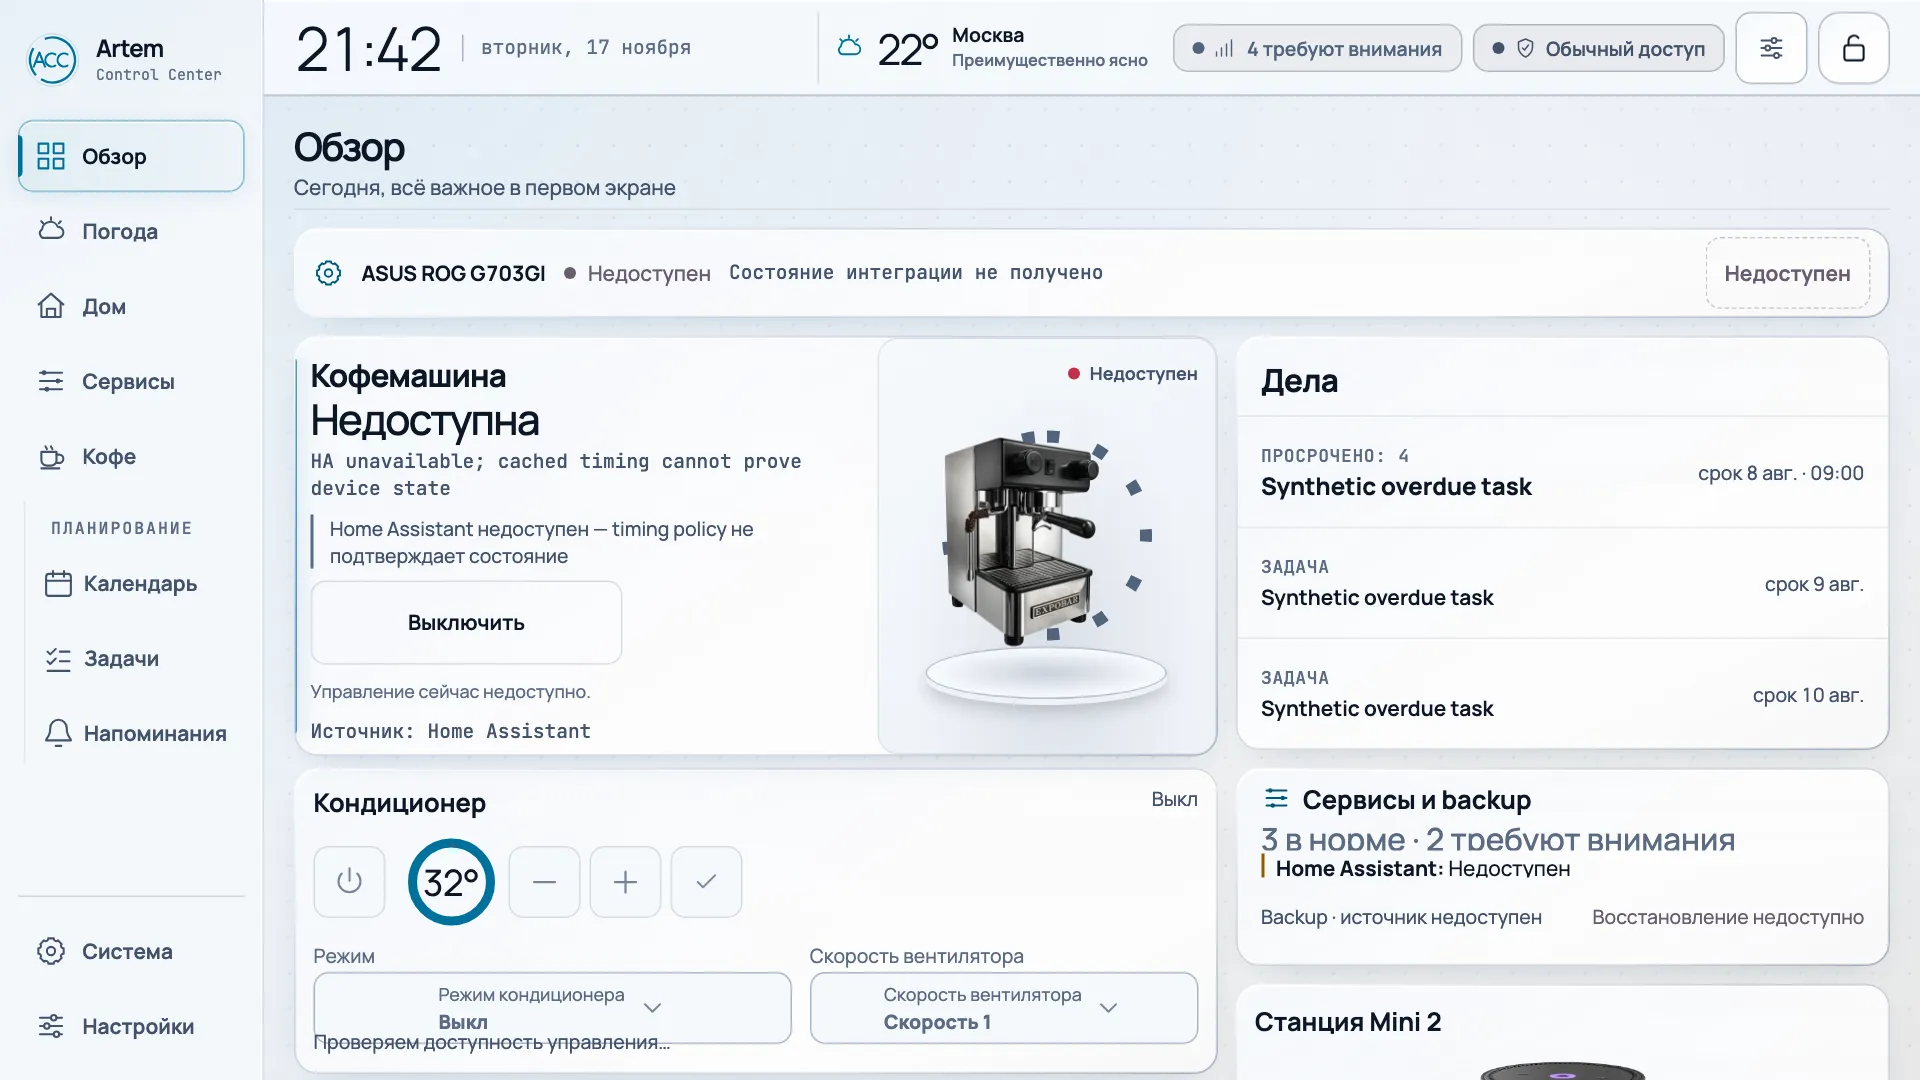 ACC
Artem
Control Center
21:42
вторник, 17 ноября
22°
Москва
Преимущественно ясно
4 требуют внимания
Обычный доступ
Обзор
Погода
Дом
Сервисы
Кофе
ПЛАНИРОВАНИЕ
Календарь
Задачи
Напоминания
Система
Настройки
Обзор
Сегодня, всё важное в первом экране
ASUS ROG G703GI
Недоступен
Состояние интеграции не получено
Недоступен
Кофемашина
Недоступна
HA unavailable; cached timing cannot prove
device state
Home Assistant недоступен — timing policy не
подтверждает состояние
Выключить
Управление сейчас недоступно.
Источник: Home Assistant
Недоступен
EXPOBAR
Дела
ПРОСРОЧЕНО: 4
Synthetic overdue task
срок 8 авг. · 09:00
ЗАДАЧА
Synthetic overdue task
срок 9 авг.
ЗАДАЧА
Synthetic overdue task
срок 10 авг.
Кондиционер
Выкл
32°
Режим
Режим кондиционера
Выкл
Скорость вентилятора
Скорость вентилятора
Скорость 1
Проверяем доступность управления…
Сервисы и backup
3 в норме · 2 требуют внимания
Home Assistant: Недоступен
Backup · источник недоступен
Восстановление недоступно
Станция Mini 2